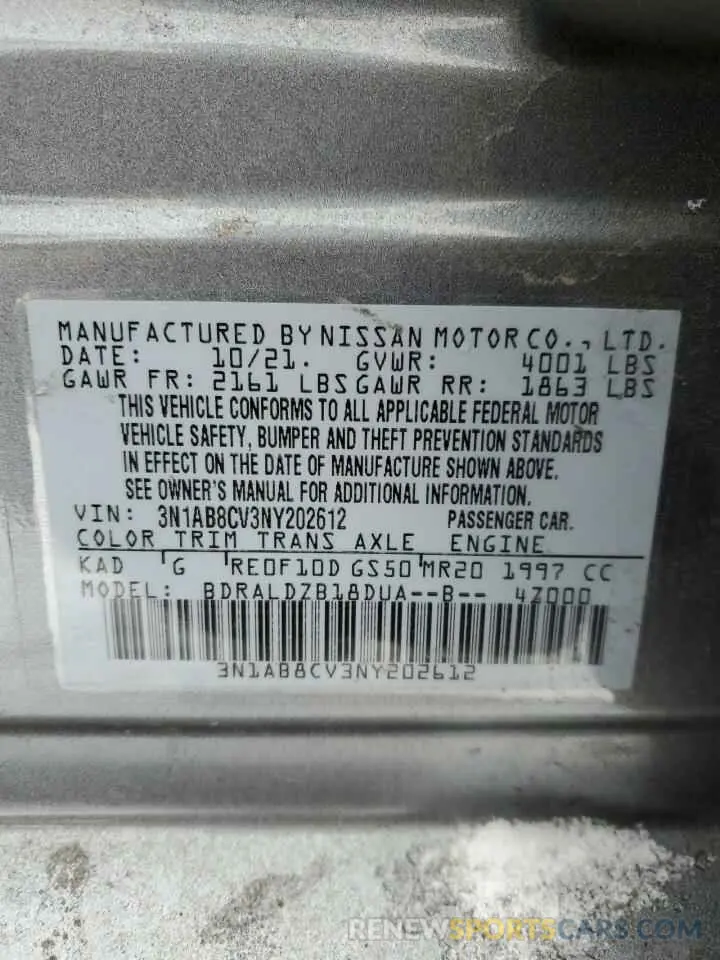 MANUFACTURED BY NISSAN MOTOR CO., LTD.
DATE: 10/21. GVWR: 4001 LBS
GAWR FR: 2161 LBS GAWR RR: 1863 LBS
THIS VEHICLE CONFORMS TO ALL APPLICABLE FEDERAL MOTOR
VEHICLE SAFETY, BUMPER AND THEFT PREVENTION STANDARDS
IN EFFECT ON THE DATE OF MANUFACTURE SHOWN ABOVE.
SEE OWNER'S MANUAL FOR ADDITIONAL INFORMATION.
VIN: 3N1AB8CV3NY202612 PASSENGER CAR.
COLOR TRIM TRANS AXLE ENGINE
KAD G RE0F10D GS50 MR20 1997 CC
MODEL: BDRALDZB18DUA--B-- 4Z000
3N1AB8CV3NY202612
RENEWSPORTSCARS.COM